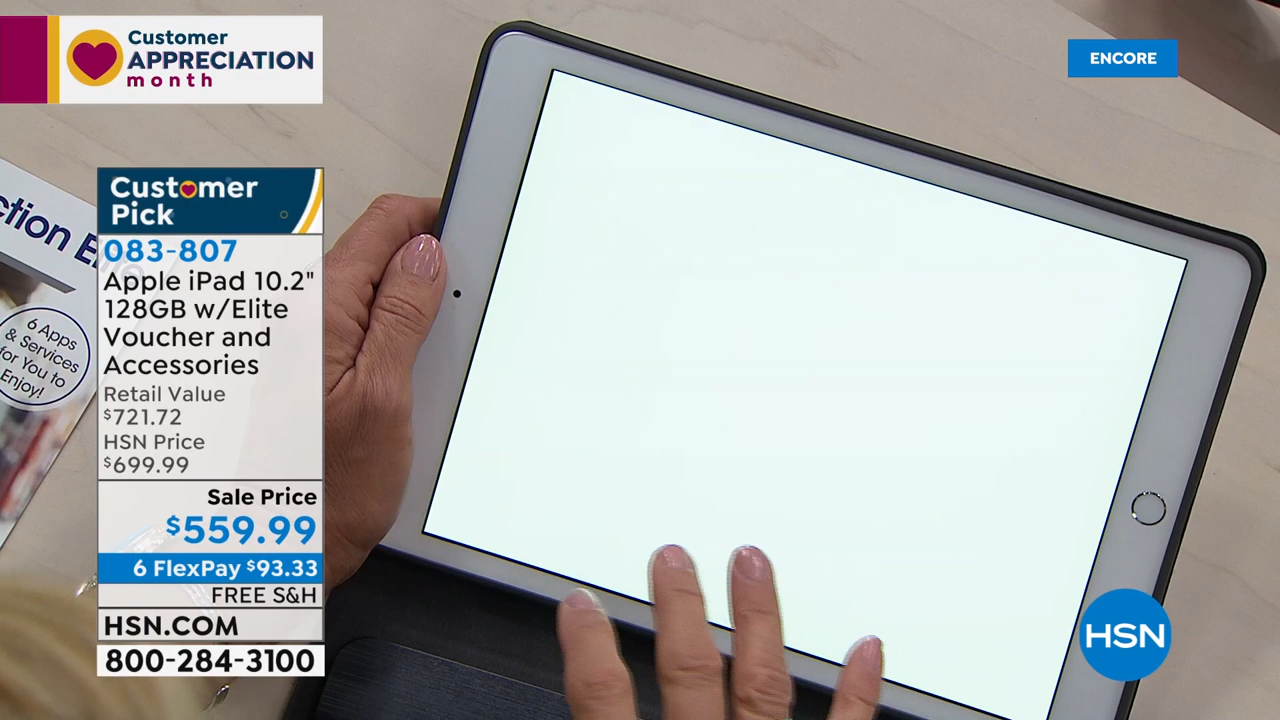 Customer
APPRECIATION
month
ENCORE
Customer
Pick
083-807
Apple iPad 10.2"
128GB w/Elite
Voucher and
Accessories
Retail Value
$721.72
HSN Price
$699.99
Sale Price
$559.99
6 FlexPay $93.33
FREE S&H
HSN.COM
800-284-3100
6 Apps
& Services
for You to
Enjoy!
HSN